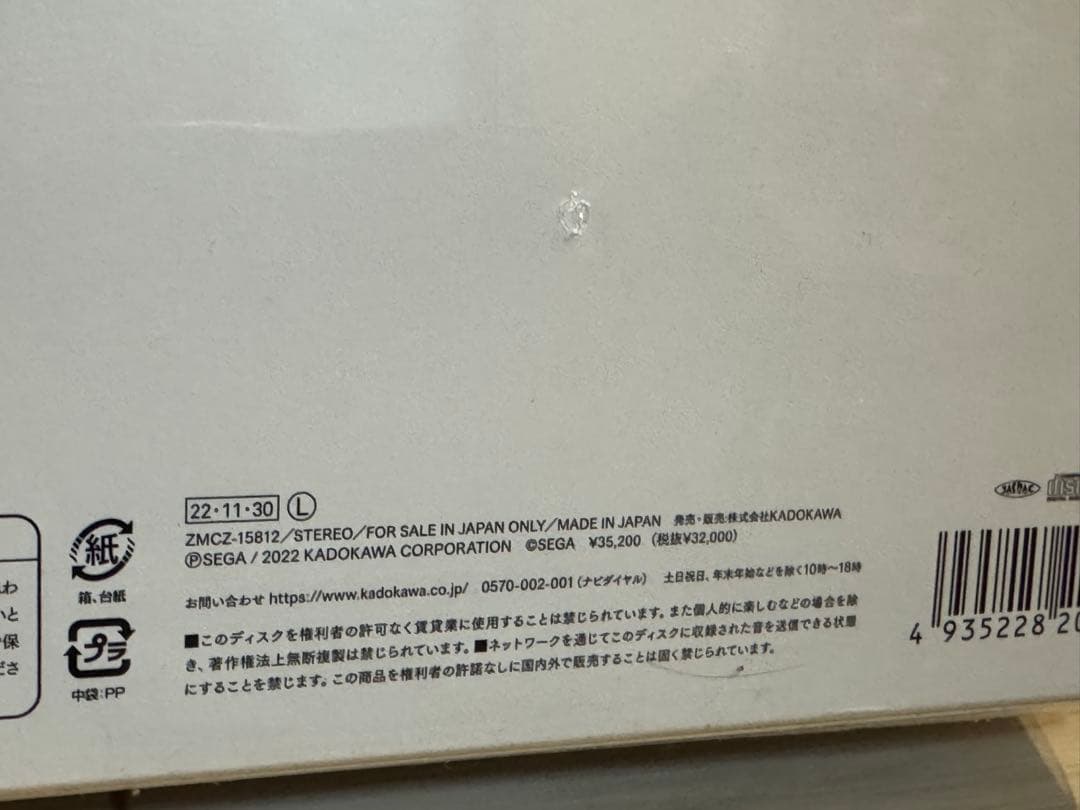 22・11・30 Ⓛ
ZMCZ-15812／STEREO／FOR SALE IN JAPAN ONLY／MADE IN JAPAN 発売・販売:株式会社KADOKAWA
ⓅSEGA / 2022 KADOKAWA CORPORATION ©SEGA ¥35,200 (税抜¥32,000)
お問い合わせ https://www.kadokawa.co.jp/ 0570-002-001(ナビダイヤル) 土日祝日、年末年始などを除く10時〜18時
■このディスクを権利者の許可なく賃貸業に使用することは禁じられています。また個人的に楽しむなどの場合を除
き、著作権法上無断複製は禁じられています。■ネットワークを通じてこのディスクに収録された音を送信できる状態
にすることを禁じます。この商品を権利者の許諾なしに国内外で販売することは固く禁じられています。
紙
箱、台紙
プラ
中袋:PP
わ
いと
保
ださ
JASRAC
4 935228 20